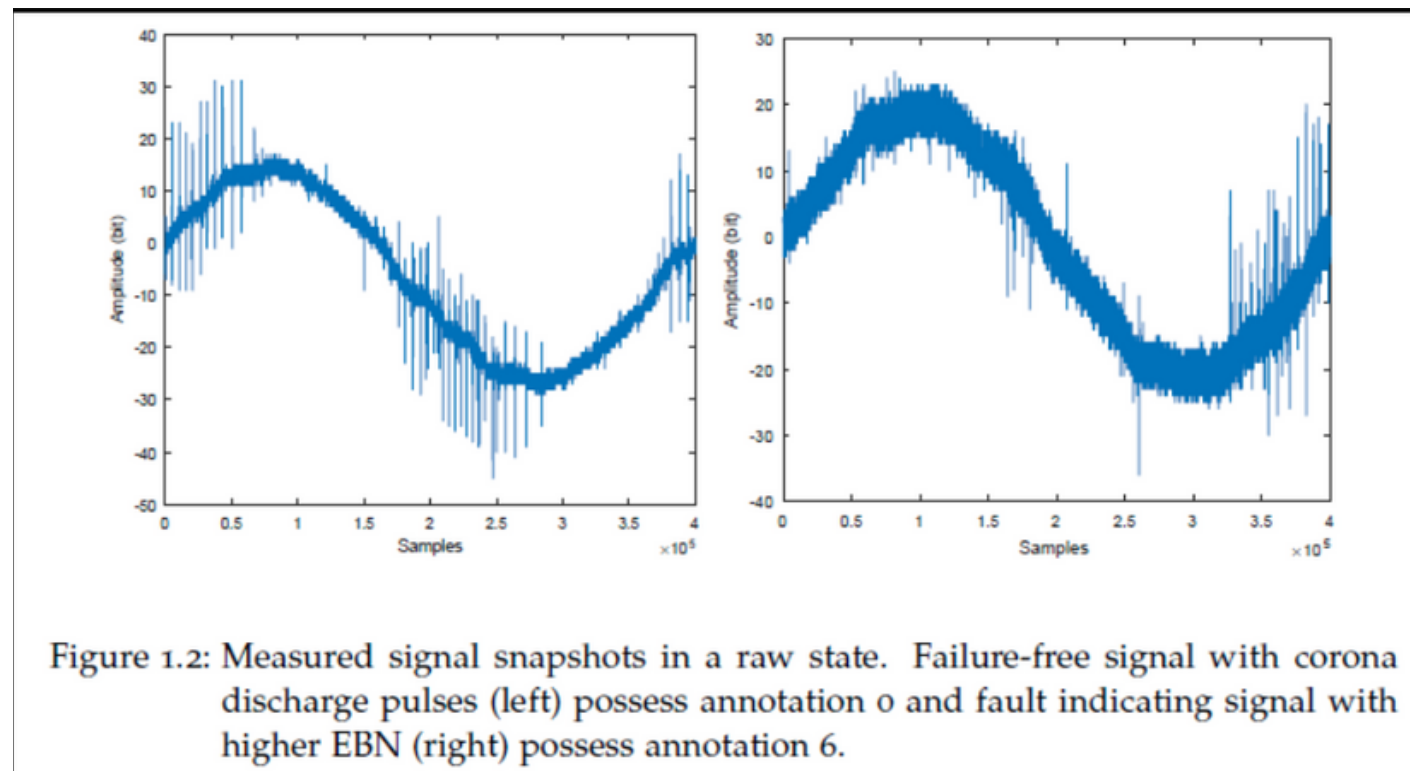 40
30
20
10
0
-10
-20
-30
-40
-50
Amplitude (bit)
0 0.5 1 1.5 2 2.5 3 3.5 4
Samples
×10⁵
30
20
10
0
-10
-20
-30
-40
Amplitude (bit)
0 0.5 1 1.5 2 2.5 3 3.5 4
Samples
×10⁵
Figure 1.2: Measured signal snapshots in a raw state. Failure-free signal with corona
discharge pulses (left) possess annotation 0 and fault indicating signal with
higher EBN (right) possess annotation 6.